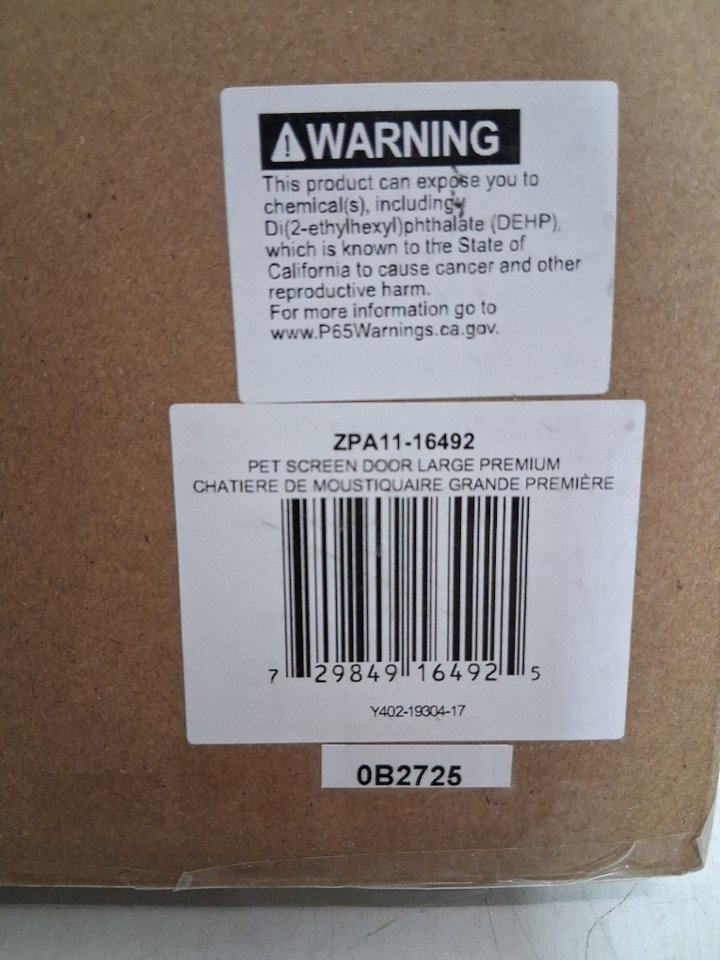 ⚠WARNING
This product can expose you to
chemical(s), including
Di(2-ethylhexyl)phthalate (DEHP),
which is known to the State of
California to cause cancer and other
reproductive harm.
For more information go to
www.P65Warnings.ca.gov.
ZPA11-16492
PET SCREEN DOOR LARGE PREMIUM
CHATIERE DE MOUSTIQUAIRE GRANDE PREMIÈRE
7 29849 16492 5
Y402-19304-17
0B2725